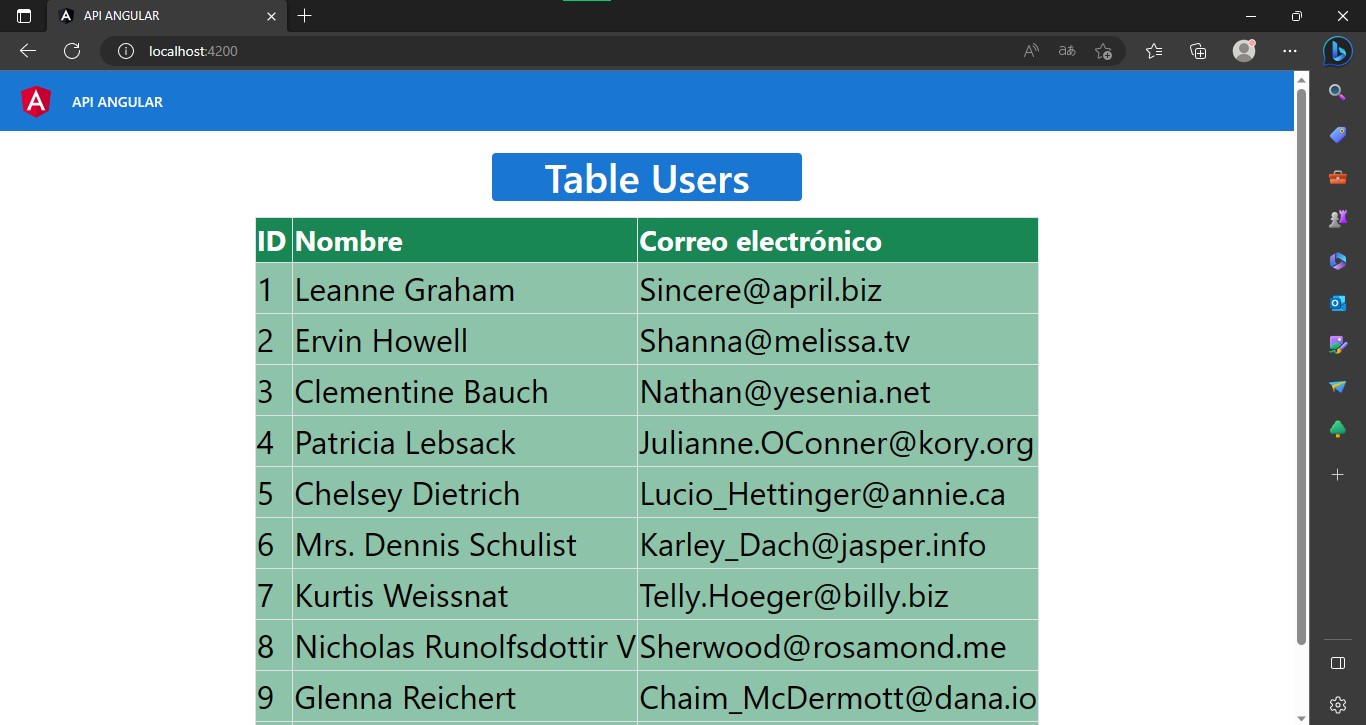 API ANGULAR
localhost:4200
API ANGULAR
Table Users
ID Nombre Correo electrónico
1 Leanne Graham Sincere@april.biz
2 Ervin Howell Shanna@melissa.tv
3 Clementine Bauch Nathan@yesenia.net
4 Patricia Lebsack Julianne.OConner@kory.org
5 Chelsey Dietrich Lucio_Hettinger@annie.ca
6 Mrs. Dennis Schulist Karley_Dach@jasper.info
7 Kurtis Weissnat Telly.Hoeger@billy.biz
8 Nicholas Runolfsdottir V Sherwood@rosamond.me
9 Glenna Reichert Chaim_McDermott@dana.io